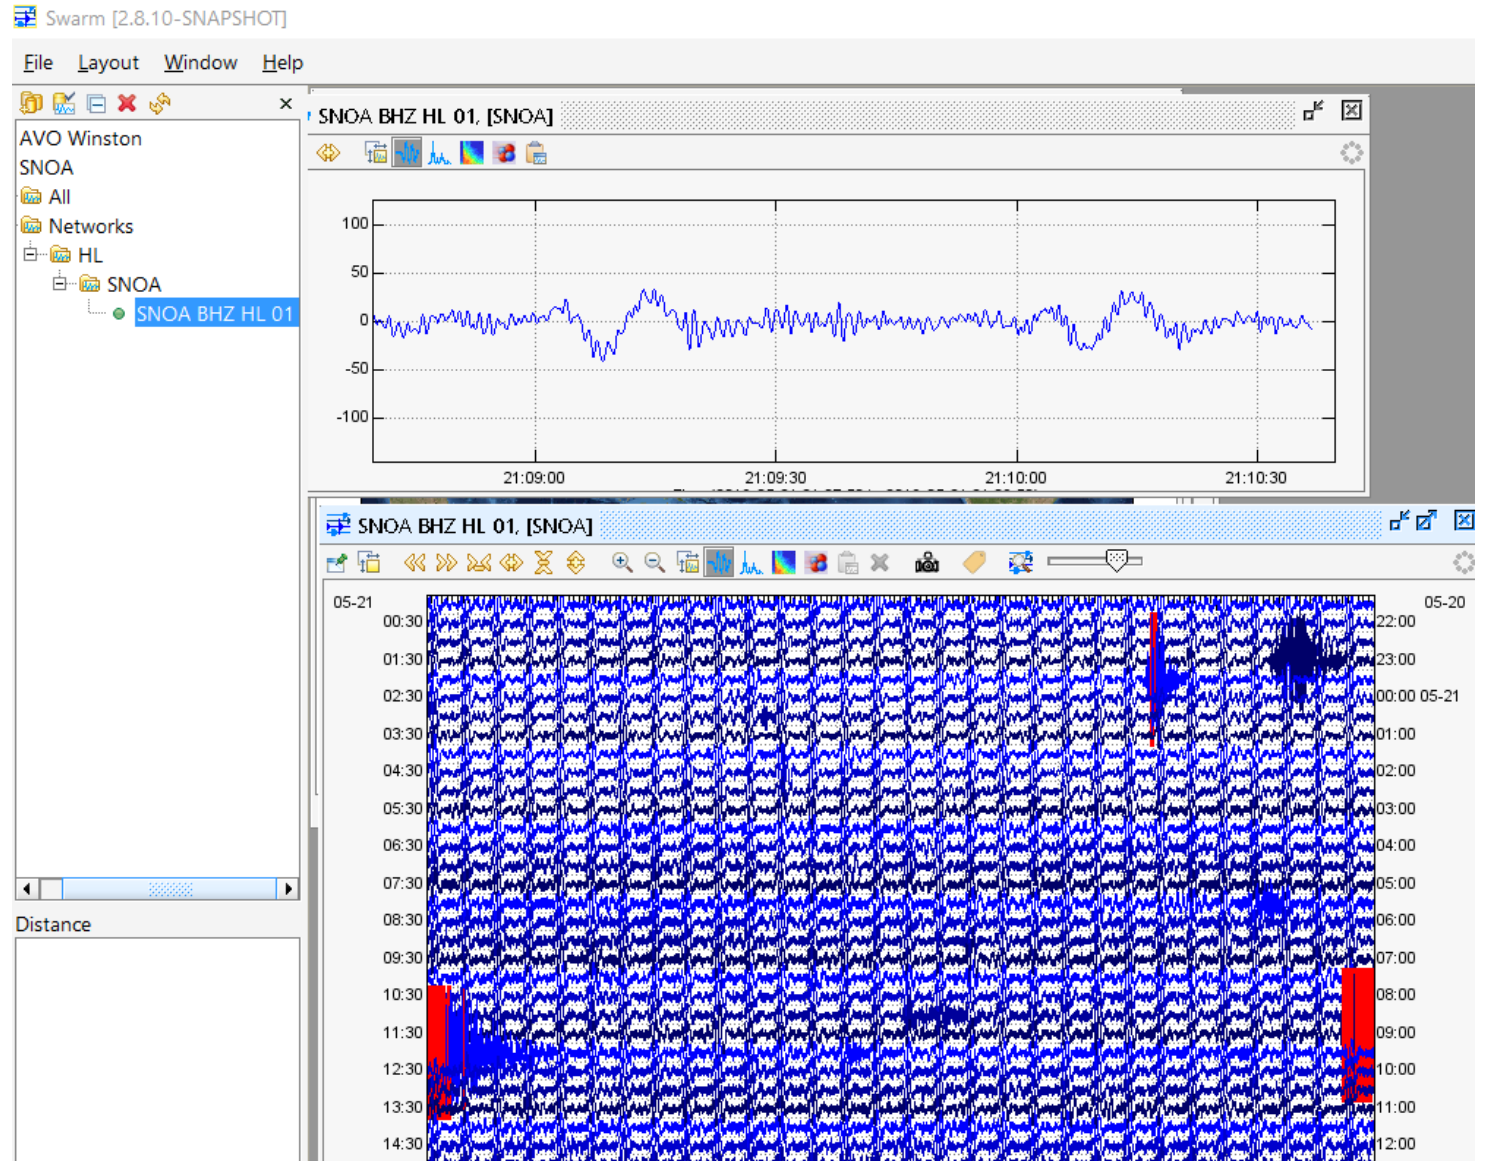 Swarm [2.8.10-SNAPSHOT]
File Layout Window Help
AVO Winston
SNOA
All
Networks
HL
SNOA
SNOA BHZ HL 01
Distance
SNOA BHZ HL 01, [SNOA]
100
50
0
-50
-100
21:09:00 21:09:30 21:10:00 21:10:30
SNOA BHZ HL 01, [SNOA]
05-21 05-20
00:30 22:00
01:30 23:00
02:30 00:00 05-21
03:30 01:00
04:30 02:00
05:30 03:00
06:30 04:00
07:30 05:00
08:30 06:00
09:30 07:00
10:30 08:00
11:30 09:00
12:30 10:00
13:30 11:00
14:30 12:00